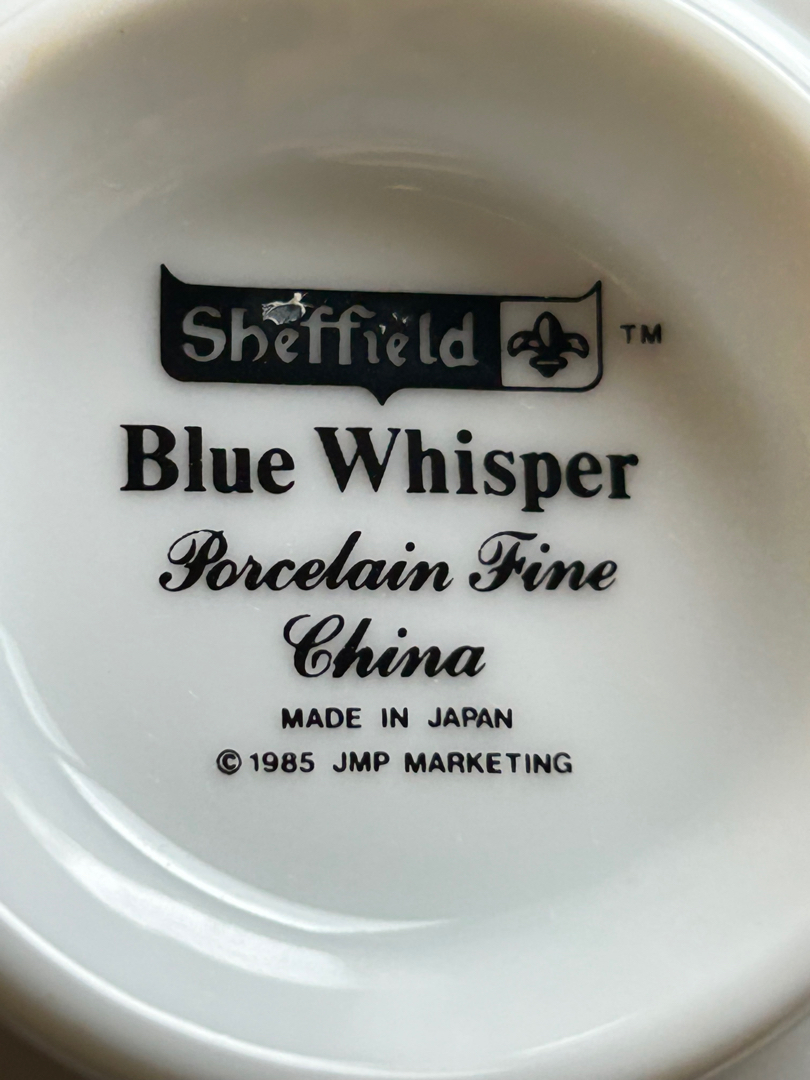 Sheffield TM
Blue Whisper
Porcelain Fine
China
MADE IN JAPAN
© 1985 JMP MARKETING